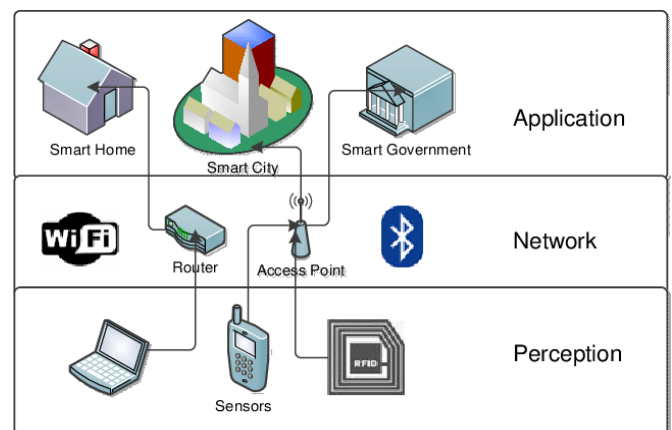 Smart Home
Smart City
Smart Government
Application
WiFi
Router
Access Point
Network
RFID
Sensors
Perception